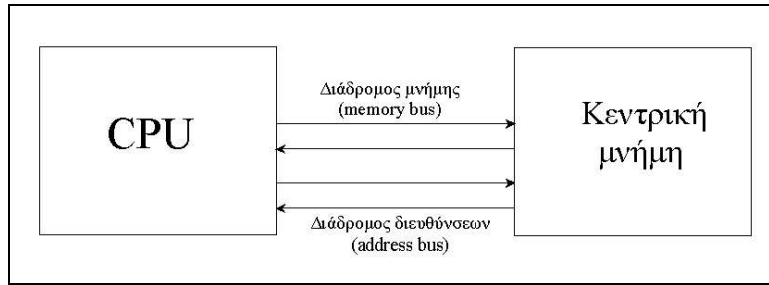 CPU
Διάδρομος μνήμης
(memory bus)
Διάδρομος διευθύνσεων
(address bus)
Κεντρική
μνήμη